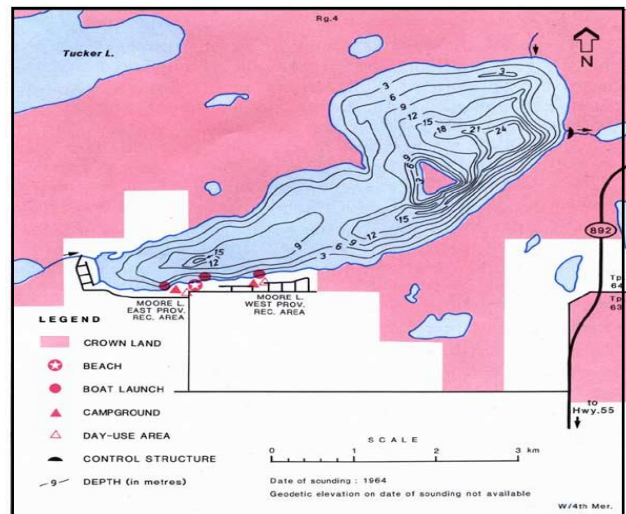 Rg.4
Tucker L.
N
3
3
6
9
12
15
18
21
24
9
6
3
15
12
9
6
3
9
15
12
892
Tp
64
Tp
63
MOORE L.
EAST PROV.
REC. AREA
MOORE L.
WEST PROV.
REC. AREA
to
Hwy.55
LEGEND
CROWN LAND
BEACH
BOAT LAUNCH
CAMPGROUND
DAY-USE AREA
CONTROL STRUCTURE
9 DEPTH (in metres)
SCALE
0 1 2 3 km
Date of sounding : 1964
Geodetic elevation on date of sounding not available
W/4th Mer.